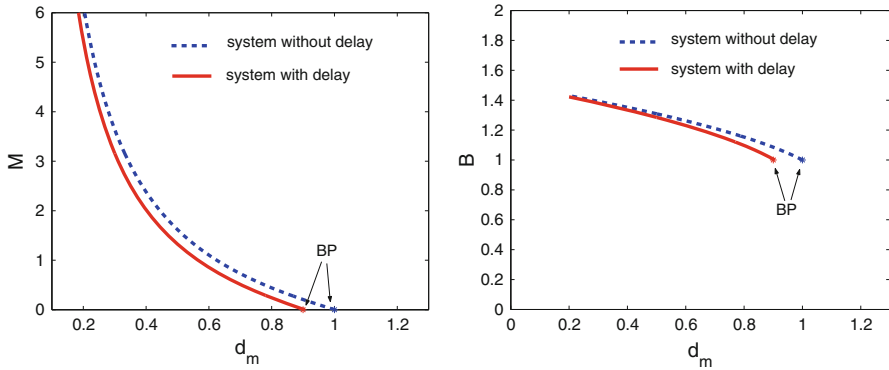 6
5
4
3
2
1
0
M
system without delay
system with delay
BP
0.2 0.4 0.6 0.8 1 1.2
d_m
2
1.8
1.6
1.4
1.2
1
0.8
0.6
0.4
0.2
0
B
system without delay
system with delay
BP
0 0.2 0.4 0.6 0.8 1 1.2
d_m